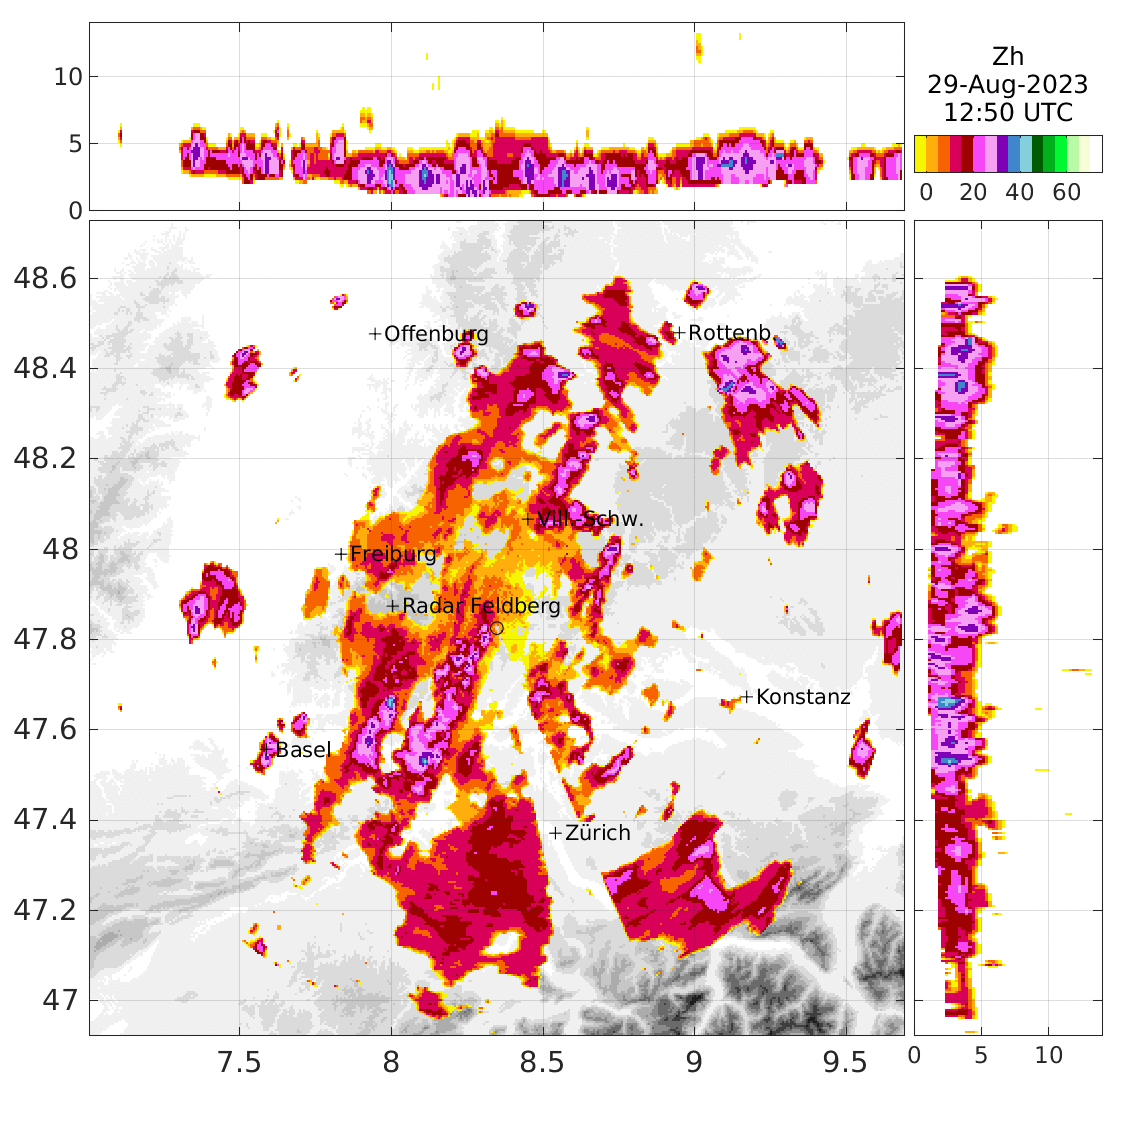 Zh
29-Aug-2023
12:50 UTC
10
5
0
0 20 40 60
48.6
+Offenburg
+Rottenb.
48.4
48.2
+Vill.-Schw.
48
+Freiburg
+Radar Feldberg
47.8
+Konstanz
47.6
+Basel
47.4
+Zürich
47.2
47
7.5 8 8.5 9 9.5
0 5 10